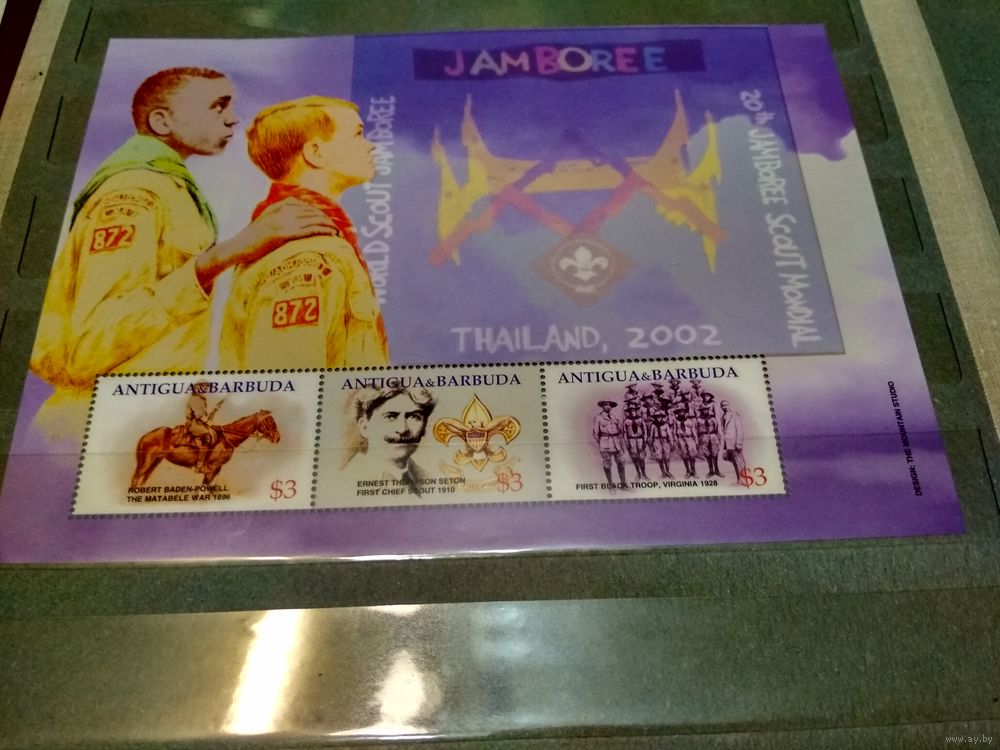 JAMBOREE
WORLD SCOUT JAMBOREE
20th JAMBOREE SCOUT MONDIAL
872
872
THAILAND, 2002
ANTIGUA&BARBUDA
ROBERT BADEN-POWELL
THE MATABELE WAR 1896
$3
ANTIGUA&BARBUDA
ERNEST THOMPSON SETON
FIRST CHIEF SCOUT 1910
$3
ANTIGUA&BARBUDA
FIRST BLACK TROOP, VIRGINIA 1928
$3
DESIGN: THE MOUNTAIN STUDIO
www.ay.by